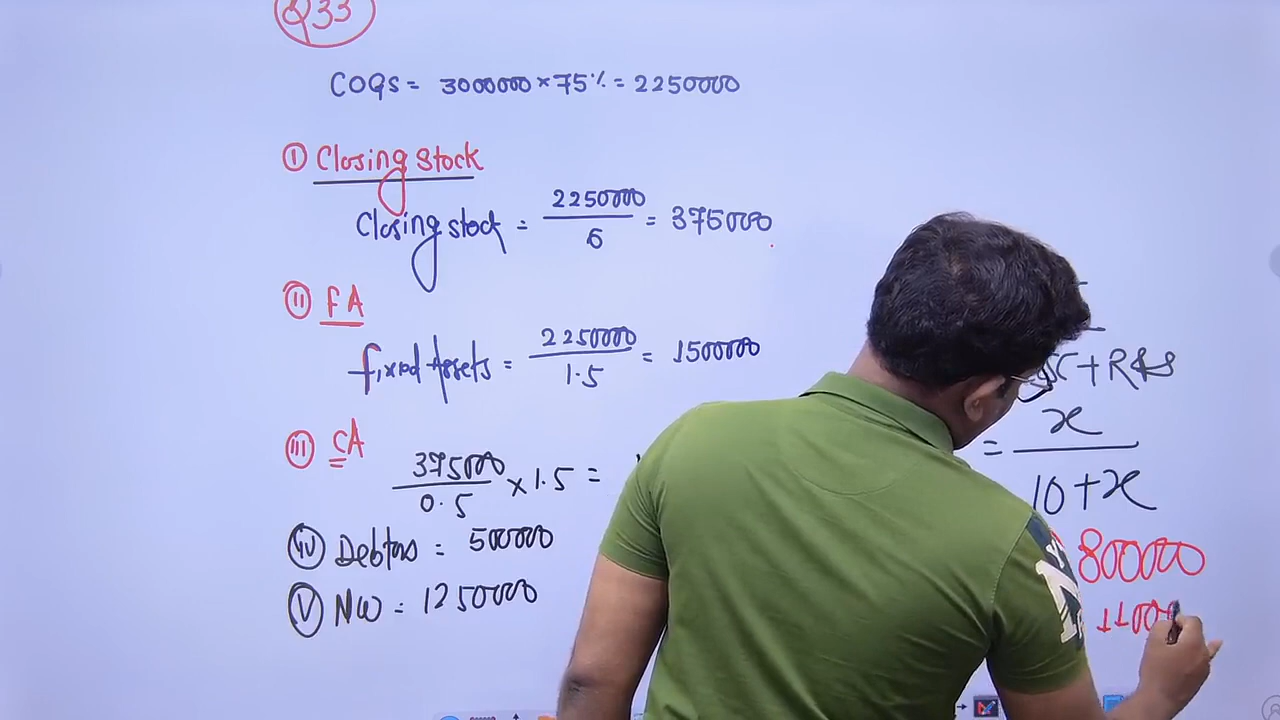 Q33
COGS = 3000000 × 75% = 2250000
① Closing Stock
Closing stock = 2250000 / 6 = 375000
② FA
Fixed Assets = 2250000 / 1.5 = 1500000
③ CA
375000 / 0.5 × 1.5 =
④ Debtors = 500000
⑤ NW = 1250000
SC + R&S
= x / 10 + x
800000